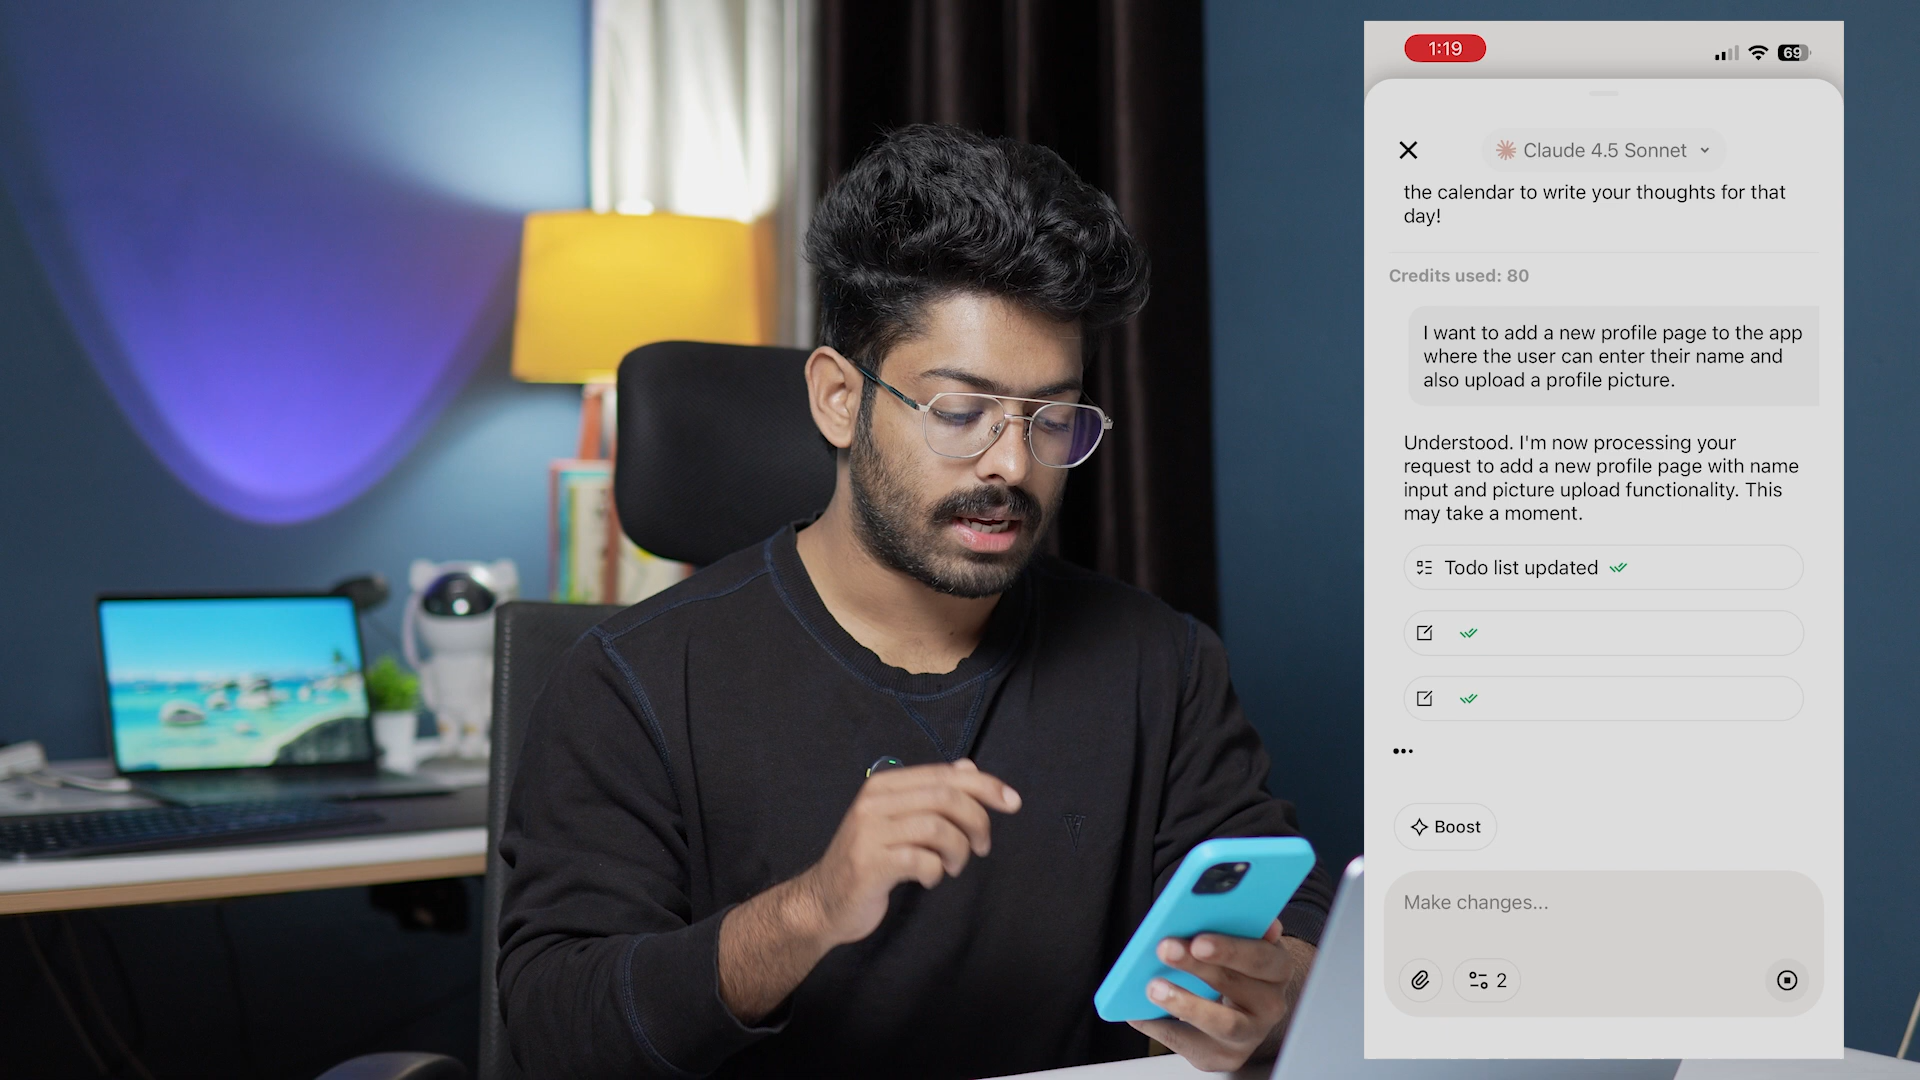 1:19
69
Claude 4.5 Sonnet
the calendar to write your thoughts for that
day!
Credits used: 80
I want to add a new profile page to the app
where the user can enter their name and
also upload a profile picture.
Understood. I'm now processing your
request to add a new profile page with name
input and picture upload functionality. This
may take a moment.
Todo list updated
Boost
Make changes...
2